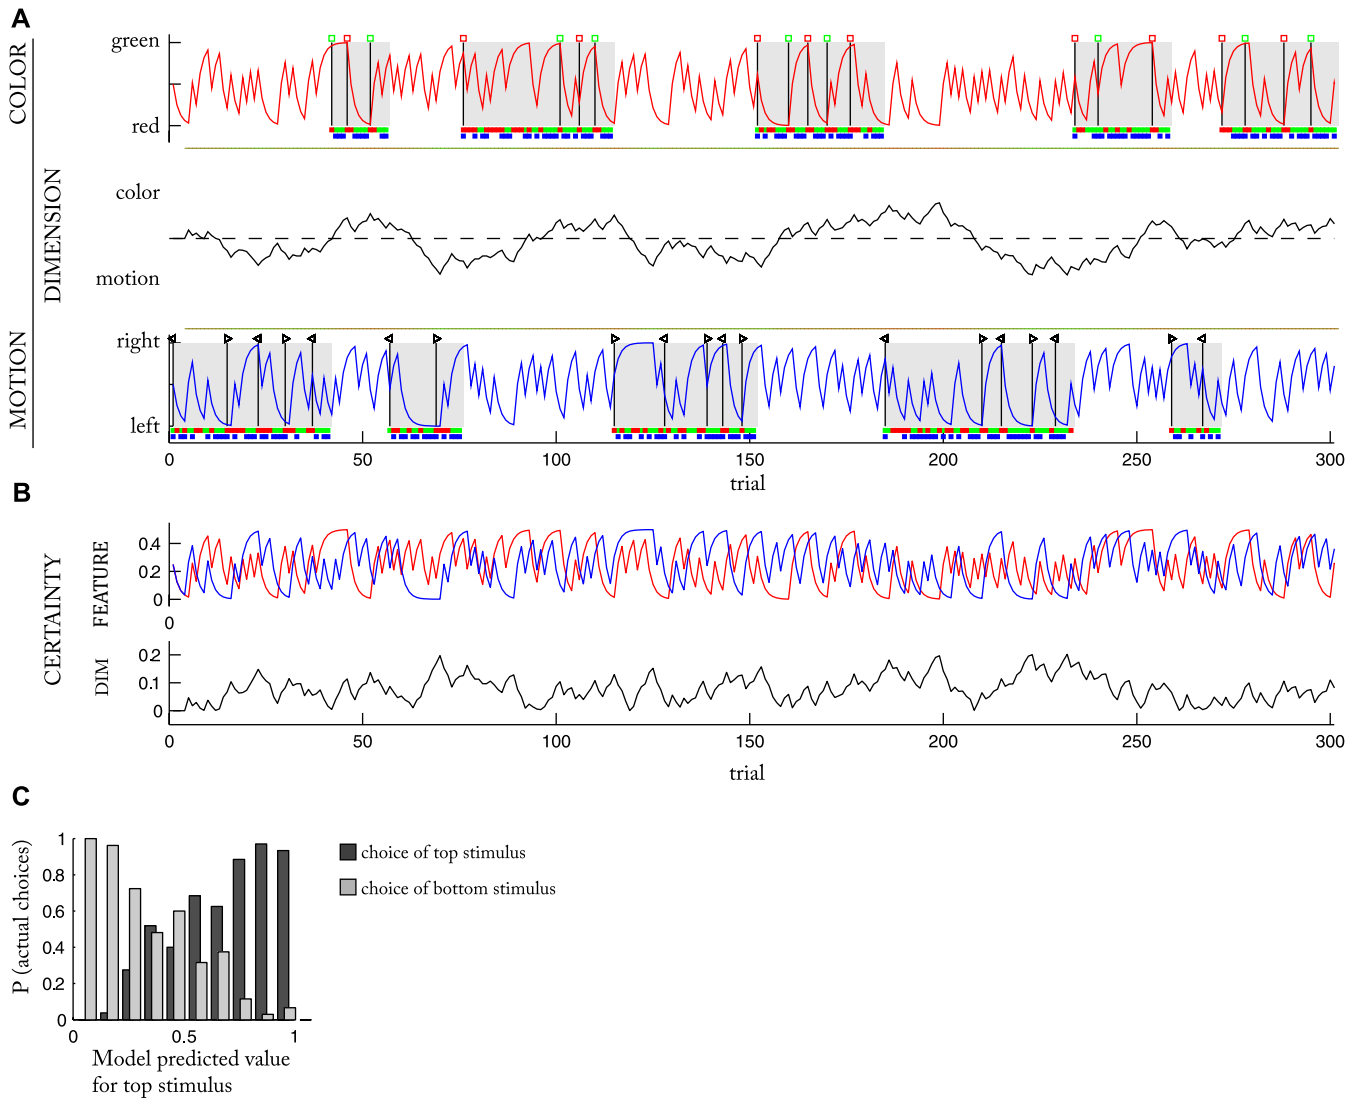 A
COLOR
green
red
DIMENSION
color
motion
MOTION
right
left
0 50 100 150 200 250 300
trial
B
CERTAINTY
FEATURE
0.4
0.2
0
0
DIM
0.2
0.1
0
0 50 100 150 200 250 300
trial
C
P (actual choices)
1
0.8
0.6
0.4
0.2
0
0 0.5 1
Model predicted value
for top stimulus
choice of top stimulus
choice of bottom stimulus